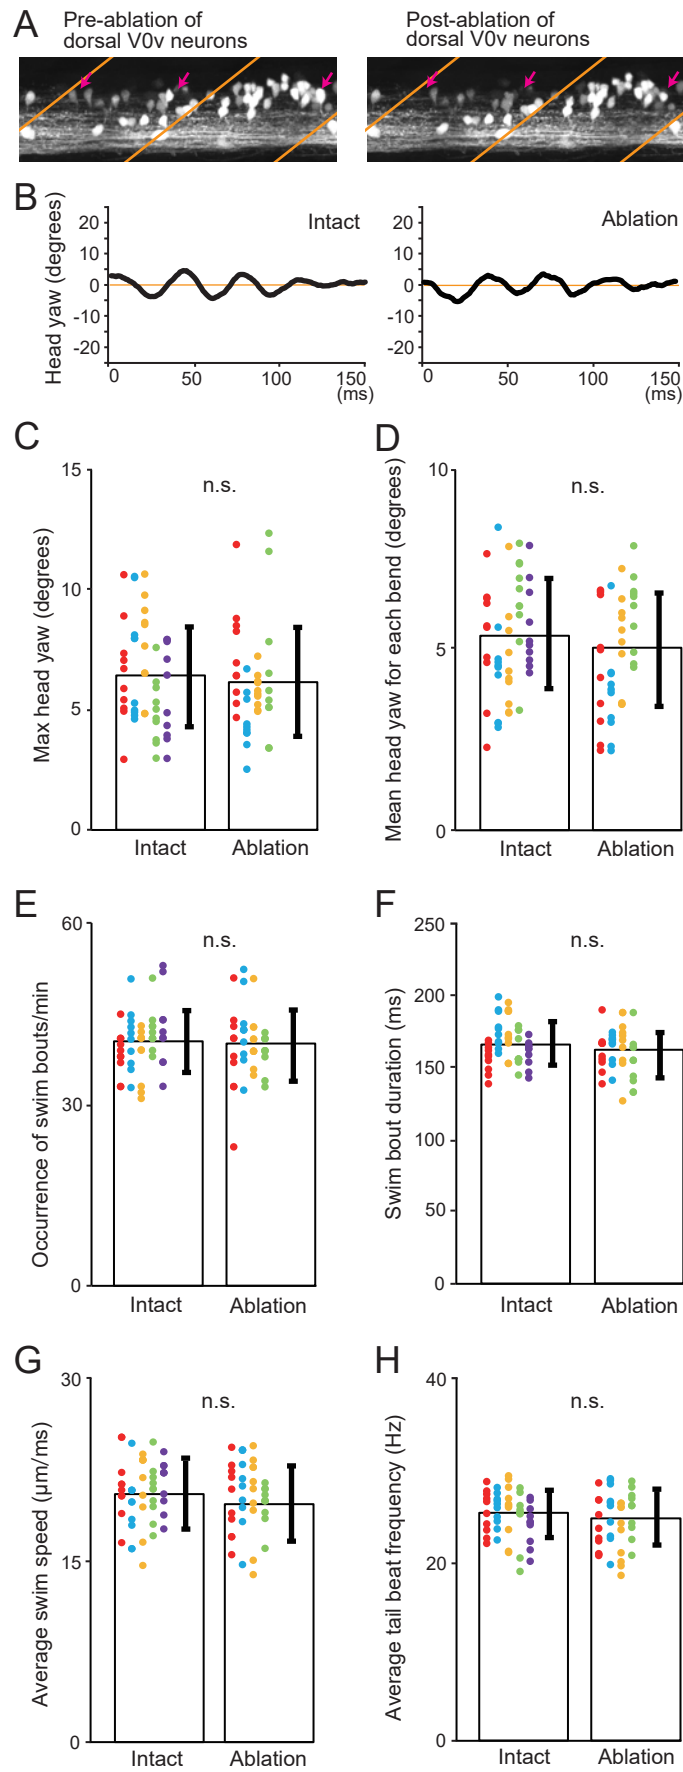 A
Pre-ablation of
dorsal V0v neurons
Post-ablation of
dorsal V0v neurons
B
Head yaw (degrees)
20
10
0
-10
-20
Intact
0
50
100
150
(ms)
20
10
0
-10
-20
Ablation
0
50
100
150
(ms)
C
Max head yaw (degrees)
15
10
5
0
n.s.
Intact
Ablation
D
Mean head yaw for each bend (degrees)
10
5
0
n.s.
Intact
Ablation
E
Occurrence of swim bouts/min
60
30
0
n.s.
Intact
Ablation
F
Swim bout duration (ms)
250
200
150
100
50
0
n.s.
Intact
Ablation
G
Average swim speed (μm/ms)
30
15
0
n.s.
Intact
Ablation
H
Average tail beat frequency (Hz)
40
20
0
n.s.
Intact
Ablation